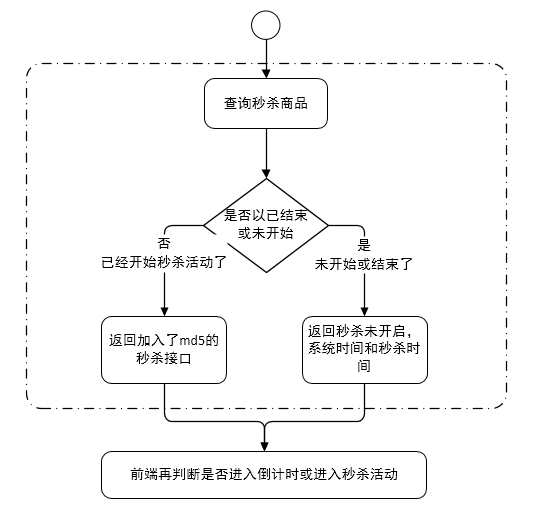 查询秒杀商品
是否以已结束
或未开始
否
已经开始秒杀活动了
是
未开始或结束了
返回加入了md5的
秒杀接口
返回秒杀未开启，
系统时间和秒杀时
间
前端再判断是否进入倒计时或进入秒杀活动